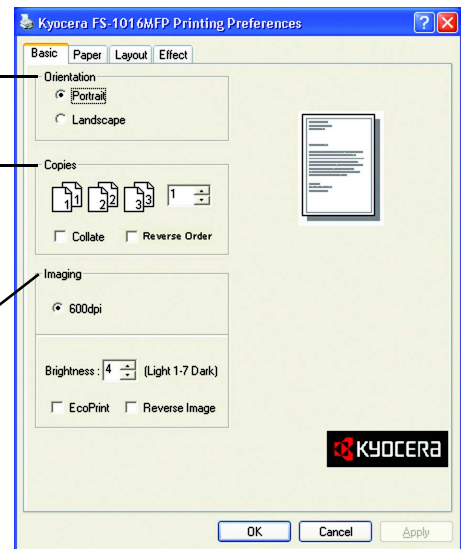 Kyocera FS-1016MFP Printing Preferences
Basic Paper Layout Effect
Orientation
Portrait
Landscape
Copies
1 1 2 2 3 3 1
Collate Reverse Order
Imaging
600dpi
Brightness : 4 (Light 1-7 Dark)
EcoPrint Reverse Image
KYOCERA
OK Cancel Apply